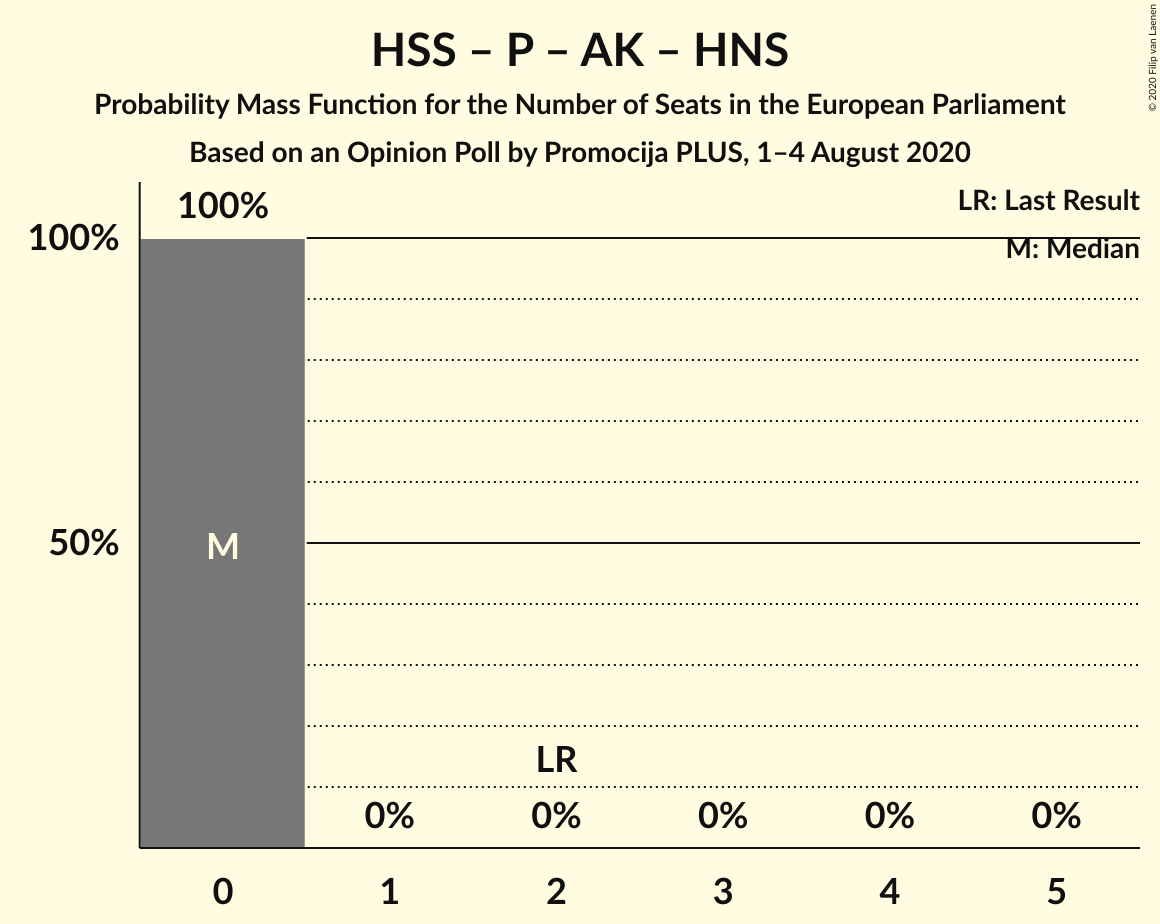 HSS – P – AK – HNS
Probability Mass Function for the Number of Seats in the European Parliament
Based on an Opinion Poll by Promocija PLUS, 1–4 August 2020
© 2020 Filip van Laenen
LR: Last Result
M: Median
100%
100%
50%
M
LR
0%
0%
0%
0%
0%
0
1
2
3
4
5